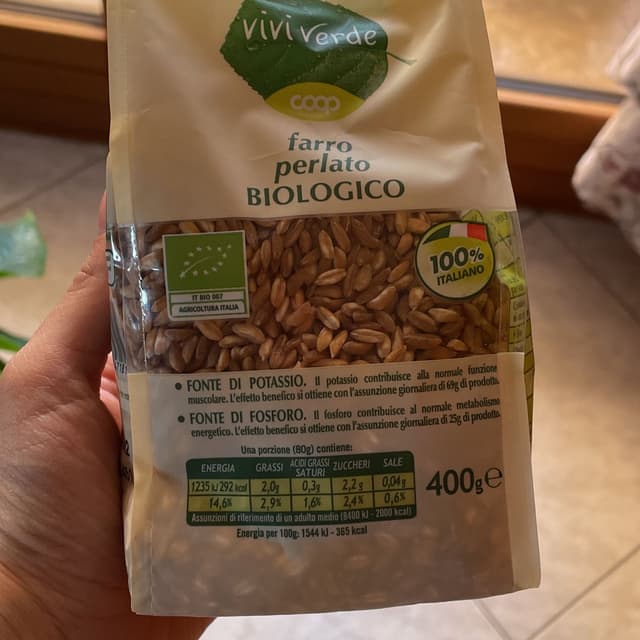 vivi verde
coop
farro
perlato
BIOLOGICO
IT BIO 007
AGRICOLTURA ITALIA
100%
ITALIANO
• FONTE DI POTASSIO. Il potassio contribuisce alla normale funzione
muscolare. L'effetto benefico si ottiene con l'assunzione giornaliera di 69g di prodotto.
• FONTE DI FOSFORO. Il fosforo contribuisce al normale metabolismo
energetico. L'effetto benefico si ottiene con l'assunzione giornaliera di 25g di prodotto.
Una porzione (80g) contiene:
ENERGIA GRASSI ACIDI GRASSI SATURI ZUCCHERI SALE
1235 kJ 292 kcal 2,0g 0,3g 2,2g 0,04g
14,6% 2,9% 1,6% 2,4% 0,6%
Assunzioni di riferimento di un adulto medio (8400 kJ - 2000 kcal)
Energia per 100g: 1544 kJ - 365 kcal
400g e